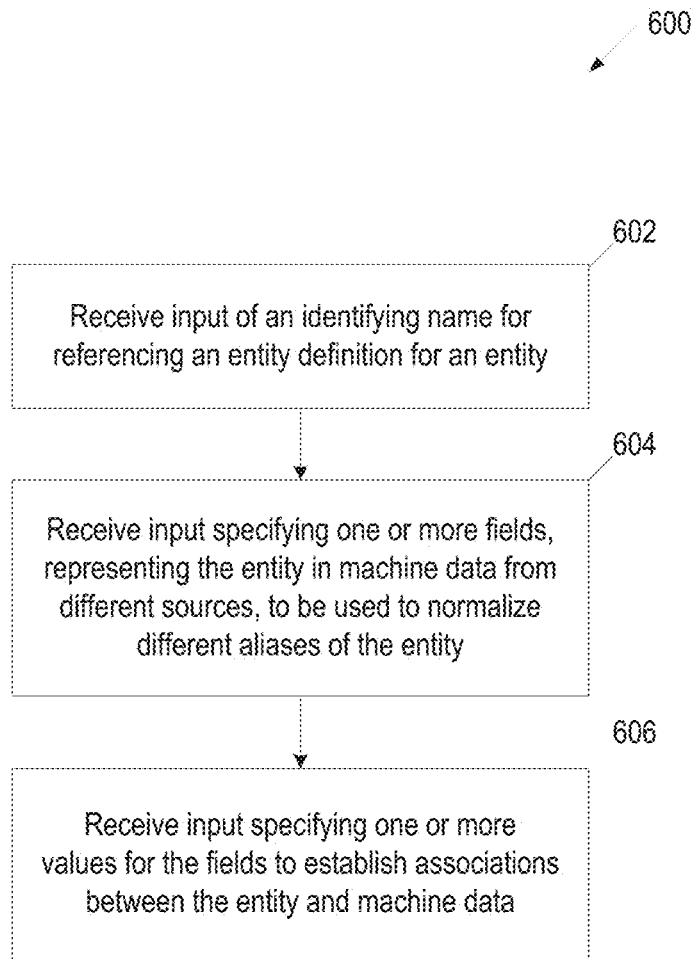 600
602
Receive input of an identifying name for
referencing an entity definition for an entity
604
Receive input specifying one or more fields,
representing the entity in machine data from
different sources, to be used to normalize
different aliases of the entity
606
Receive input specifying one or more
values for the fields to establish associations
between the entity and machine data